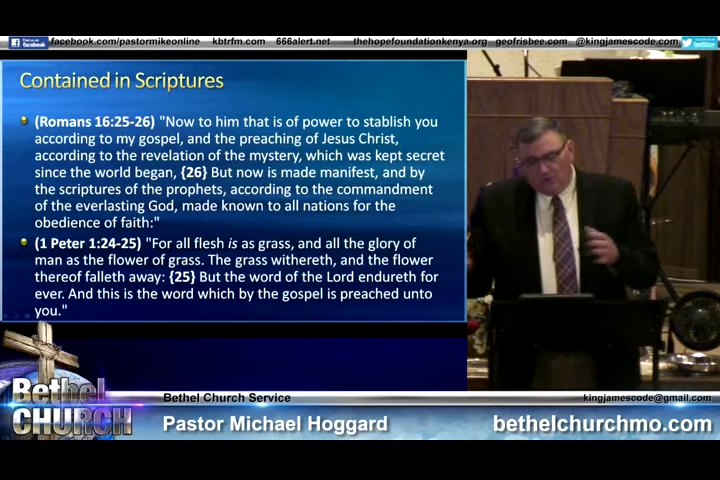 Find us on facebook
facebook.com/pastormikeonline kbtrfm.com 666alert.net thehopefoundationkenya.org geofrisbee.com @kingjamescode.com twitter
Contained in Scriptures
(Romans 16:25-26) "Now to him that is of power to stablish you
according to my gospel, and the preaching of Jesus Christ,
according to the revelation of the mystery, which was kept secret
since the world began, {26} But now is made manifest, and by
the scriptures of the prophets, according to the commandment
of the everlasting God, made known to all nations for the
obedience of faith:"
(1 Peter 1:24-25) "For all flesh is as grass, and all the glory of
man as the flower of grass. The grass withereth, and the flower
thereof falleth away: {25} But the word of the Lord endureth for
ever. And this is the word which by the gospel is preached unto
you."
Bethel
CHURCH
Bethel Church Service
kingjamescode@gmail.com
Pastor Michael Hoggard
bethelchurchmo.com